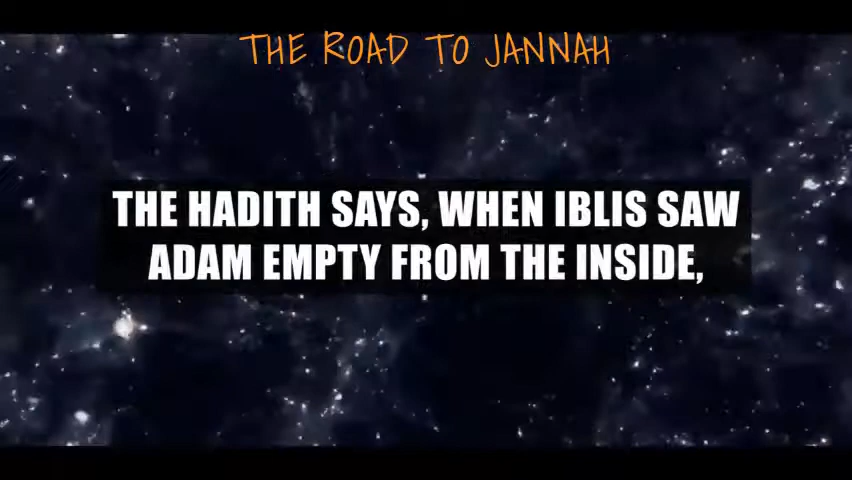 THE ROAD TO JANNAH
THE HADITH SAYS, WHEN IBLIS SAW
ADAM EMPTY FROM THE INSIDE,